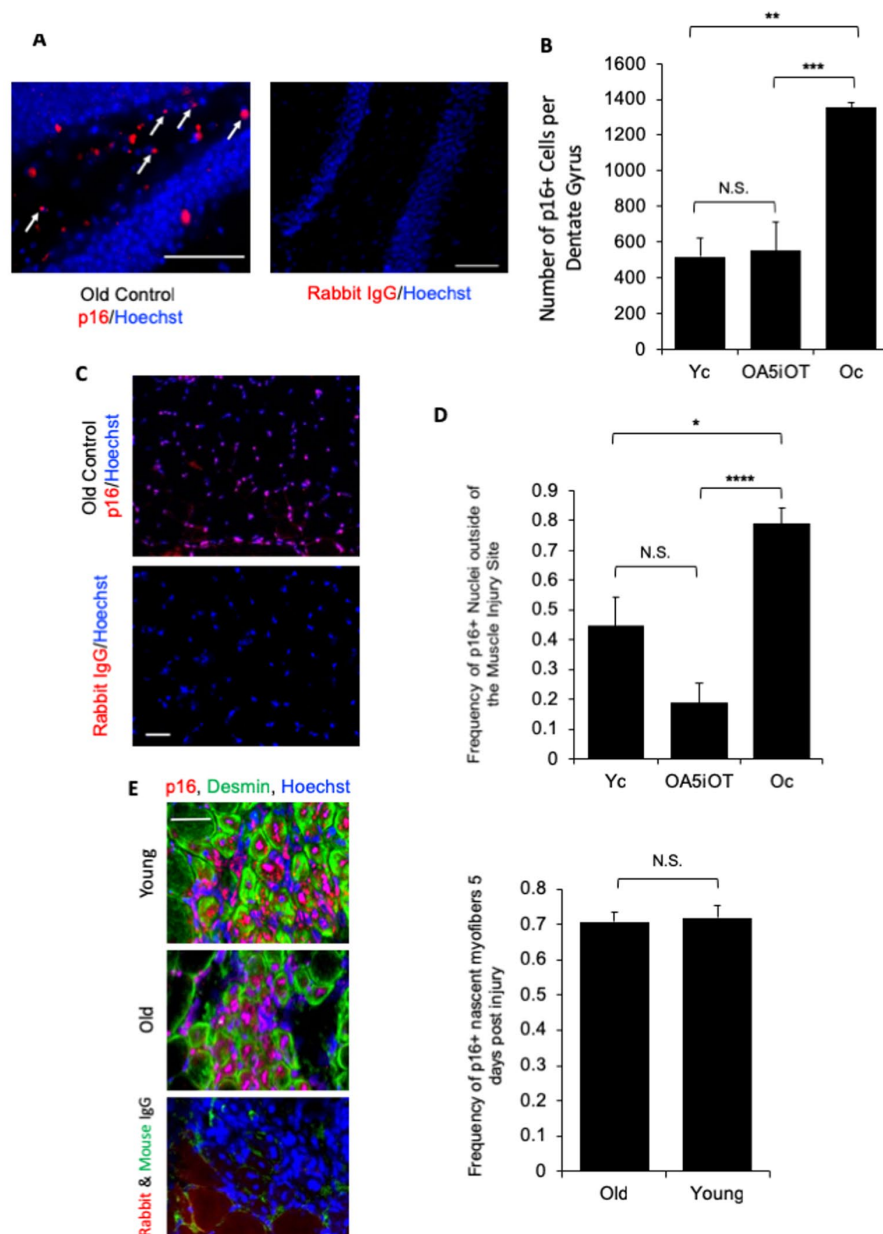 A
Old Control
p16/Hoechst
Rabbit IgG/Hoechst
B
**
***
N.S.
Number of p16+ Cells per
Dentate Gyrus
1600
1400
1200
1000
800
600
400
200
0
Yc
OA5iOT
Oc
C
Old Control
p16/Hoechst
Rabbit IgG/Hoechst
D
*
****
N.S.
Frequency of p16+ Nuclei outside of
the Muscle Injury Site
0.9
0.8
0.7
0.6
0.5
0.4
0.3
0.2
0.1
0
Yc
OA5iOT
Oc
E
p16, Desmin, Hoechst
Young
Old
Rabbit & Mouse IgG
N.S.
Frequency of p16+ nascent myofibers 5
days post injury
0.8
0.7
0.6
0.5
0.4
0.3
0.2
0.1
0
Old
Young